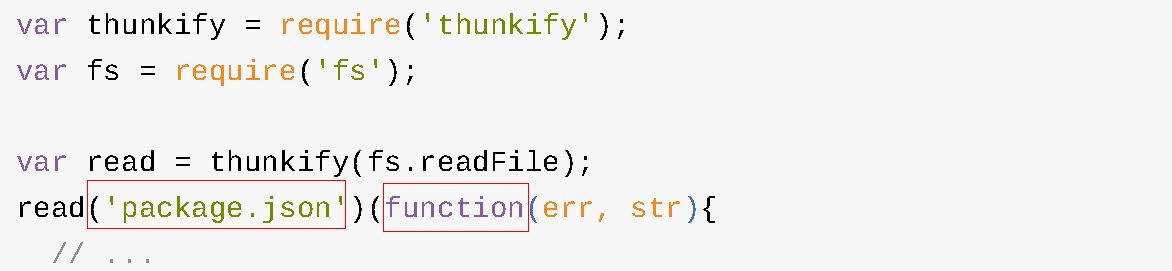 var thunkify = require('thunkify');
var fs = require('fs');
var read = thunkify(fs.readFile);
read('package.json')(function(err, str){
// ...